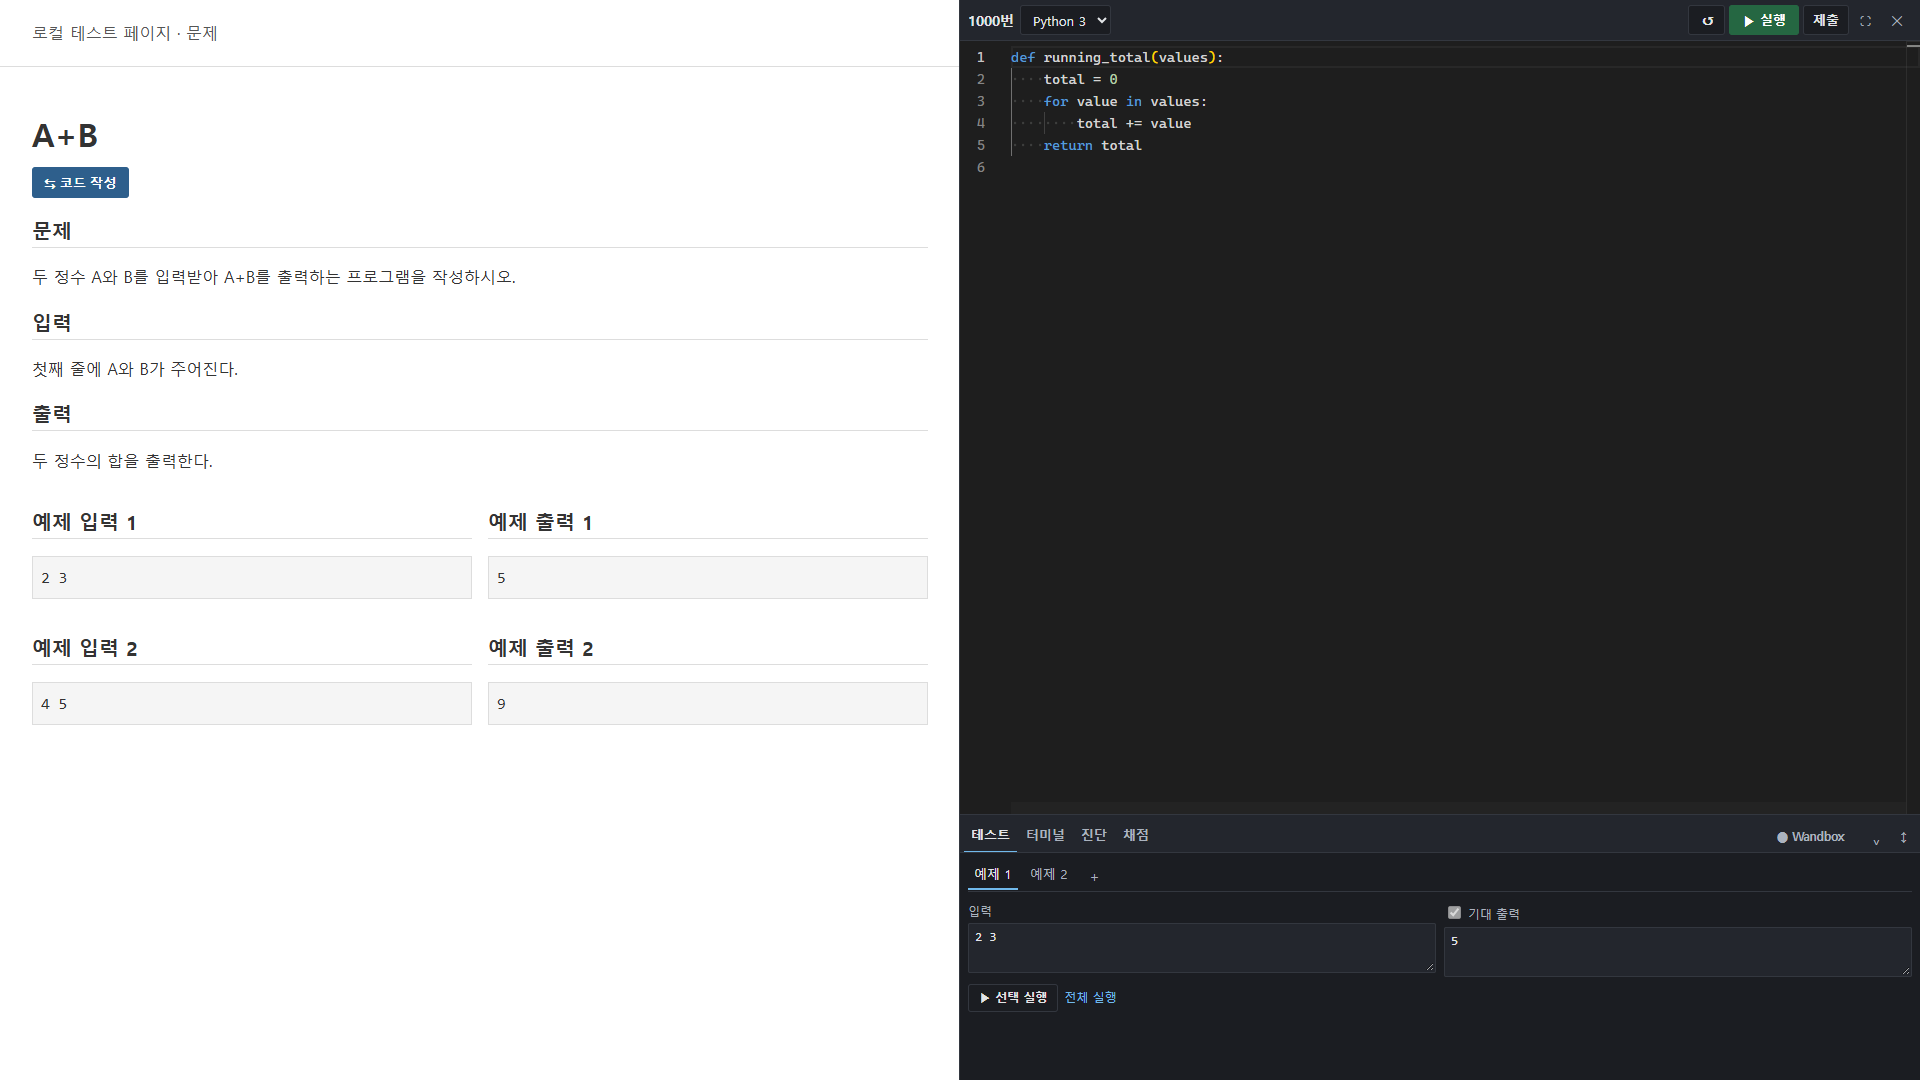 로컬 테스트 페이지 · 문제
A+B
⇆ 코드 작성
문제
두 정수 A와 B를 입력받아 A+B를 출력하는 프로그램을 작성하시오.
입력
첫째 줄에 A와 B가 주어진다.
출력
두 정수의 합을 출력한다.
예제 입력 1
예제 출력 1
2 3
5
예제 입력 2
예제 출력 2
4 5
9
1000번 Python 3 ↺ ▶ 실행 제출
1 def running_total(values):
2 total = 0
3 for value in values:
4 total += value
5 return total
6
테스트 터미널 진단 채점 Wandbox
예제 1 예제 2 +
입력
2 3
기대 출력
5
▶ 선택 실행 전체 실행